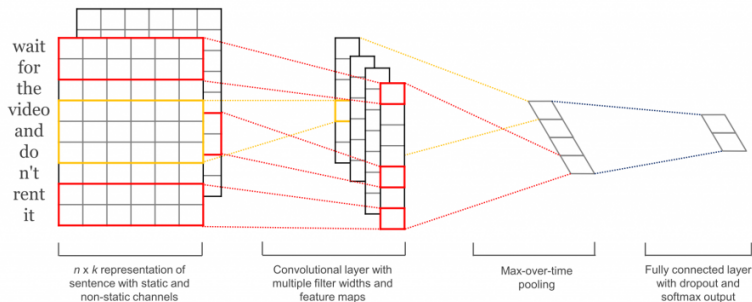 wait
for
the
video
and
do
n't
rent
it
n x k representation of
sentence with static and
non-static channels
Convolutional layer with
multiple filter widths and
feature maps
Max-over-time
pooling
Fully connected layer
with dropout and
softmax output